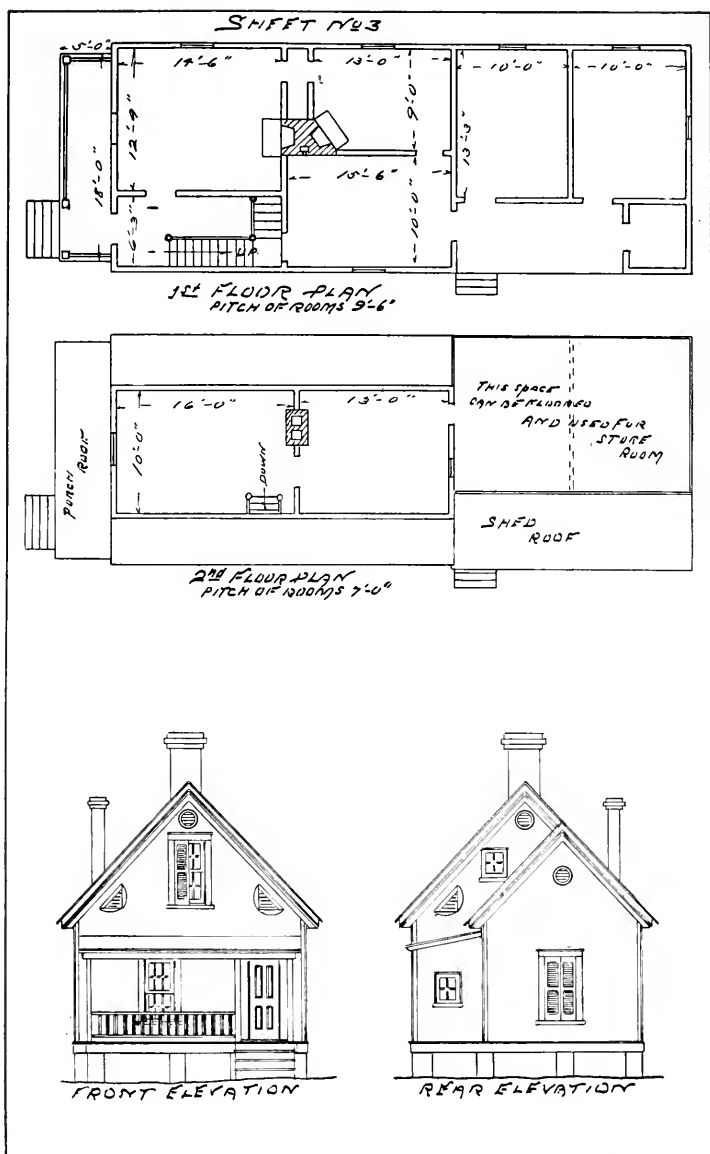 SHEET No 3
5'-0"
14'-6"
13'-0"
10'-0"
10'-0"
12'-9"
9'-0"
13'-3"
18'-0"
15'-6"
6'-3"
10'-0"
UP.
1st FLOOR PLAN
PITCH OF ROOMS 9'-6"
PORCH ROOF
16'-0"
13'-0"
10'-0"
DOWN
THIS SPACE
CAN BE FLOORED
AND USED FOR
STORE
ROOM
SHED
ROOF
2nd FLOOR PLAN
PITCH OF ROOMS 7'-0"
FRONT ELEVATION
REAR ELEVATION